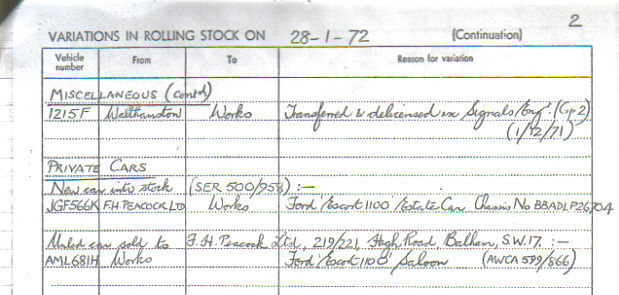 2
VARIATIONS IN ROLLING STOCK ON 28-1-72 (Continuation)
Vehicle number From To Reason for variation
MISCELLANEOUS (contd)
1215F Walthamstow Works Transferred & delicensed ex Signals/Eng'. (Gp 2)
(1/12/71)
PRIVATE CARS
New car into stock (SER 500/958) :—
JGF566K F.H. PEACOCK LTD Works Ford 'Escort 1100' Estate Car. Chassis No BBADLP26704
car sold to F.H. Peacock Ltd, 219/221, High Road, Balham, S.W.17. :—
AML681H Works Ford 'Escort 1100' Saloon (AWCA 599/866)